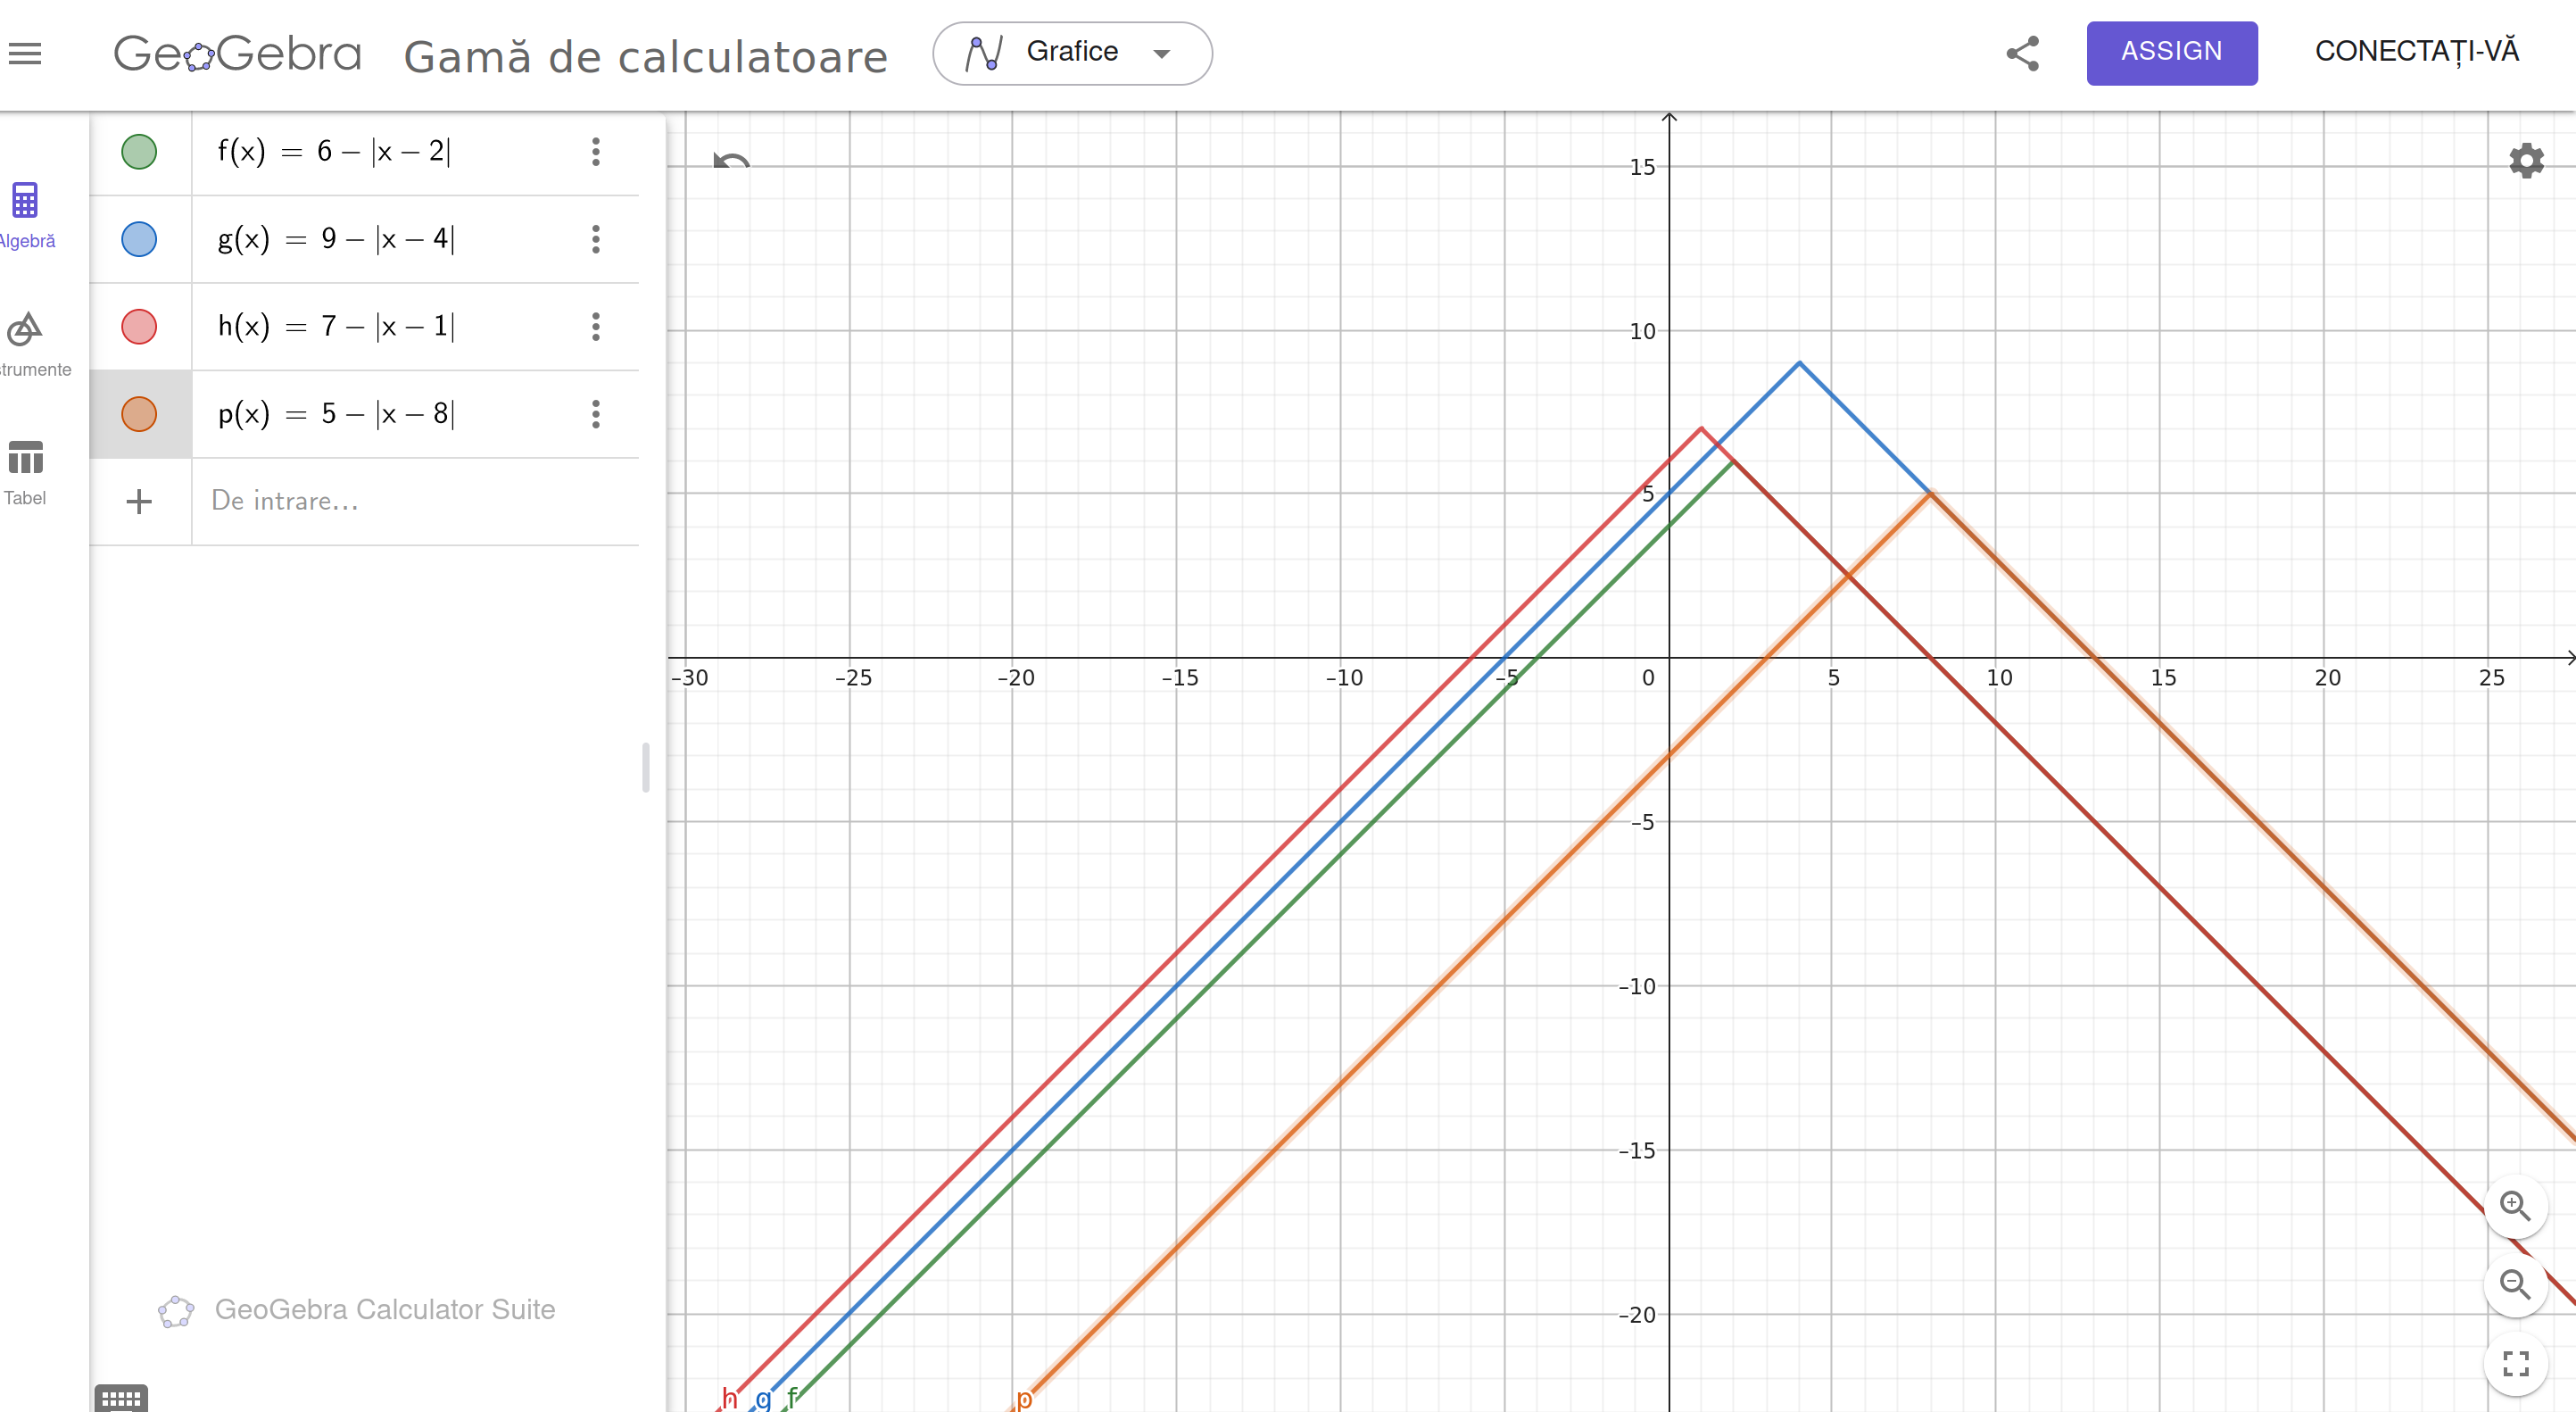 GeoGebra Gamă de calculatoare Grafice ASSIGN CONECTAȚI-VĂ
f(x) = 6 − |x − 2|
g(x) = 9 − |x − 4|
h(x) = 7 − |x − 1|
p(x) = 5 − |x − 8|
+ De intrare…
Algebră
strumente
Tabel
GeoGebra Calculator Suite
15
10
5
–30 –25 –20 –15 –10 –5 0 5 10 15 20 25
–5
–10
–15
–20
h g f p